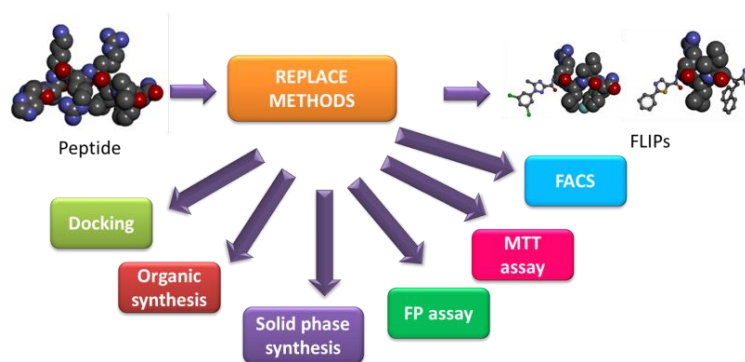 REPLACE
METHODS
Peptide
FLIPs
FACS
Docking
MTT
assay
Organic
synthesis
FP assay
Solid phase
synthesis